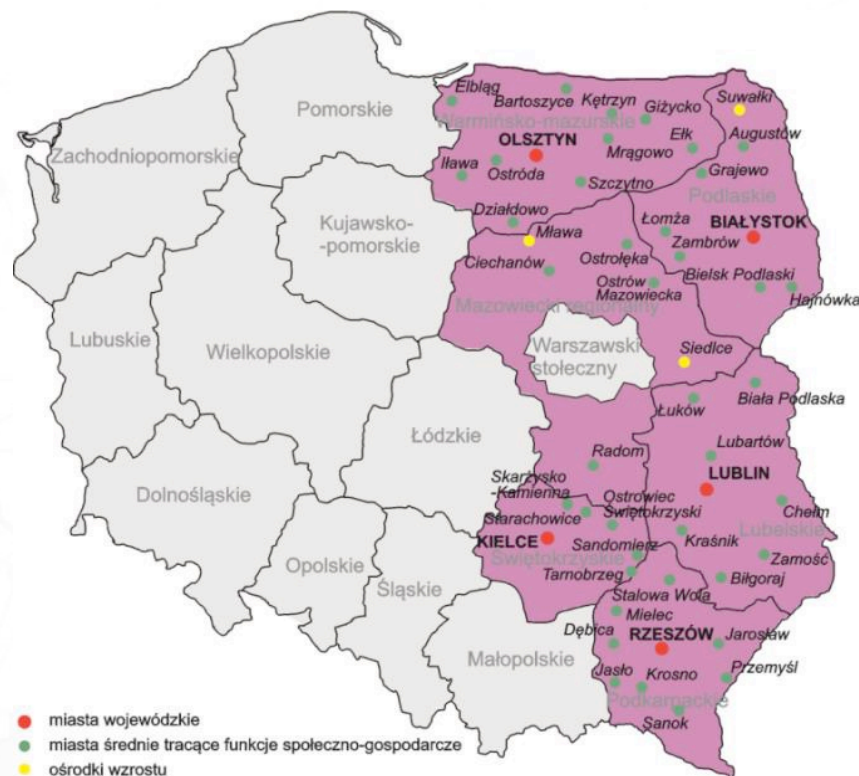 Elbląg
Bartoszyce
Kętrzyn
Giżycko
Suwałki
Pomorskie
Warmińsko-mazurskie
Augustów
Zachodniopomorskie
OLSZTYN
Ełk
Mrągowo
Iława
Ostróda
Grajewo
Szczytno
Podlaskie
Kujawsko-
-pomorskie
Działdowo
Łomża
BIAŁYSTOK
Mława
Zambrów
Ciechanów
Ostrołęka
Bielsk Podlaski
Ostrów
Mazowiecka
Hajnówka
Mazowiecki regionalny
Lubuskie
Wielkopolskie
Warszawski
stołeczny
Siedlce
Biała Podlaska
Łuków
Łódzkie
Radom
Lubartów
Skarżysko
-Kamienna
LUBLIN
Dolnośląskie
Ostrowiec
Świętokrzyski
Chełm
Starachowice
Lubelskie
KIELCE
Sandomierz
Kraśnik
Świętokrzyskie
Zamość
Opolskie
Tarnobrzeg
Biłgoraj
Śląskie
Stalowa Wola
Mielec
Dębica
RZESZÓW
Jarosław
Małopolskie
Jasło
Krosno
Przemyśl
Podkarpackie
Sanok
miasta wojewódzkie
miasta średnie tracące funkcje społeczno-gospodarcze
ośrodki wzrostu